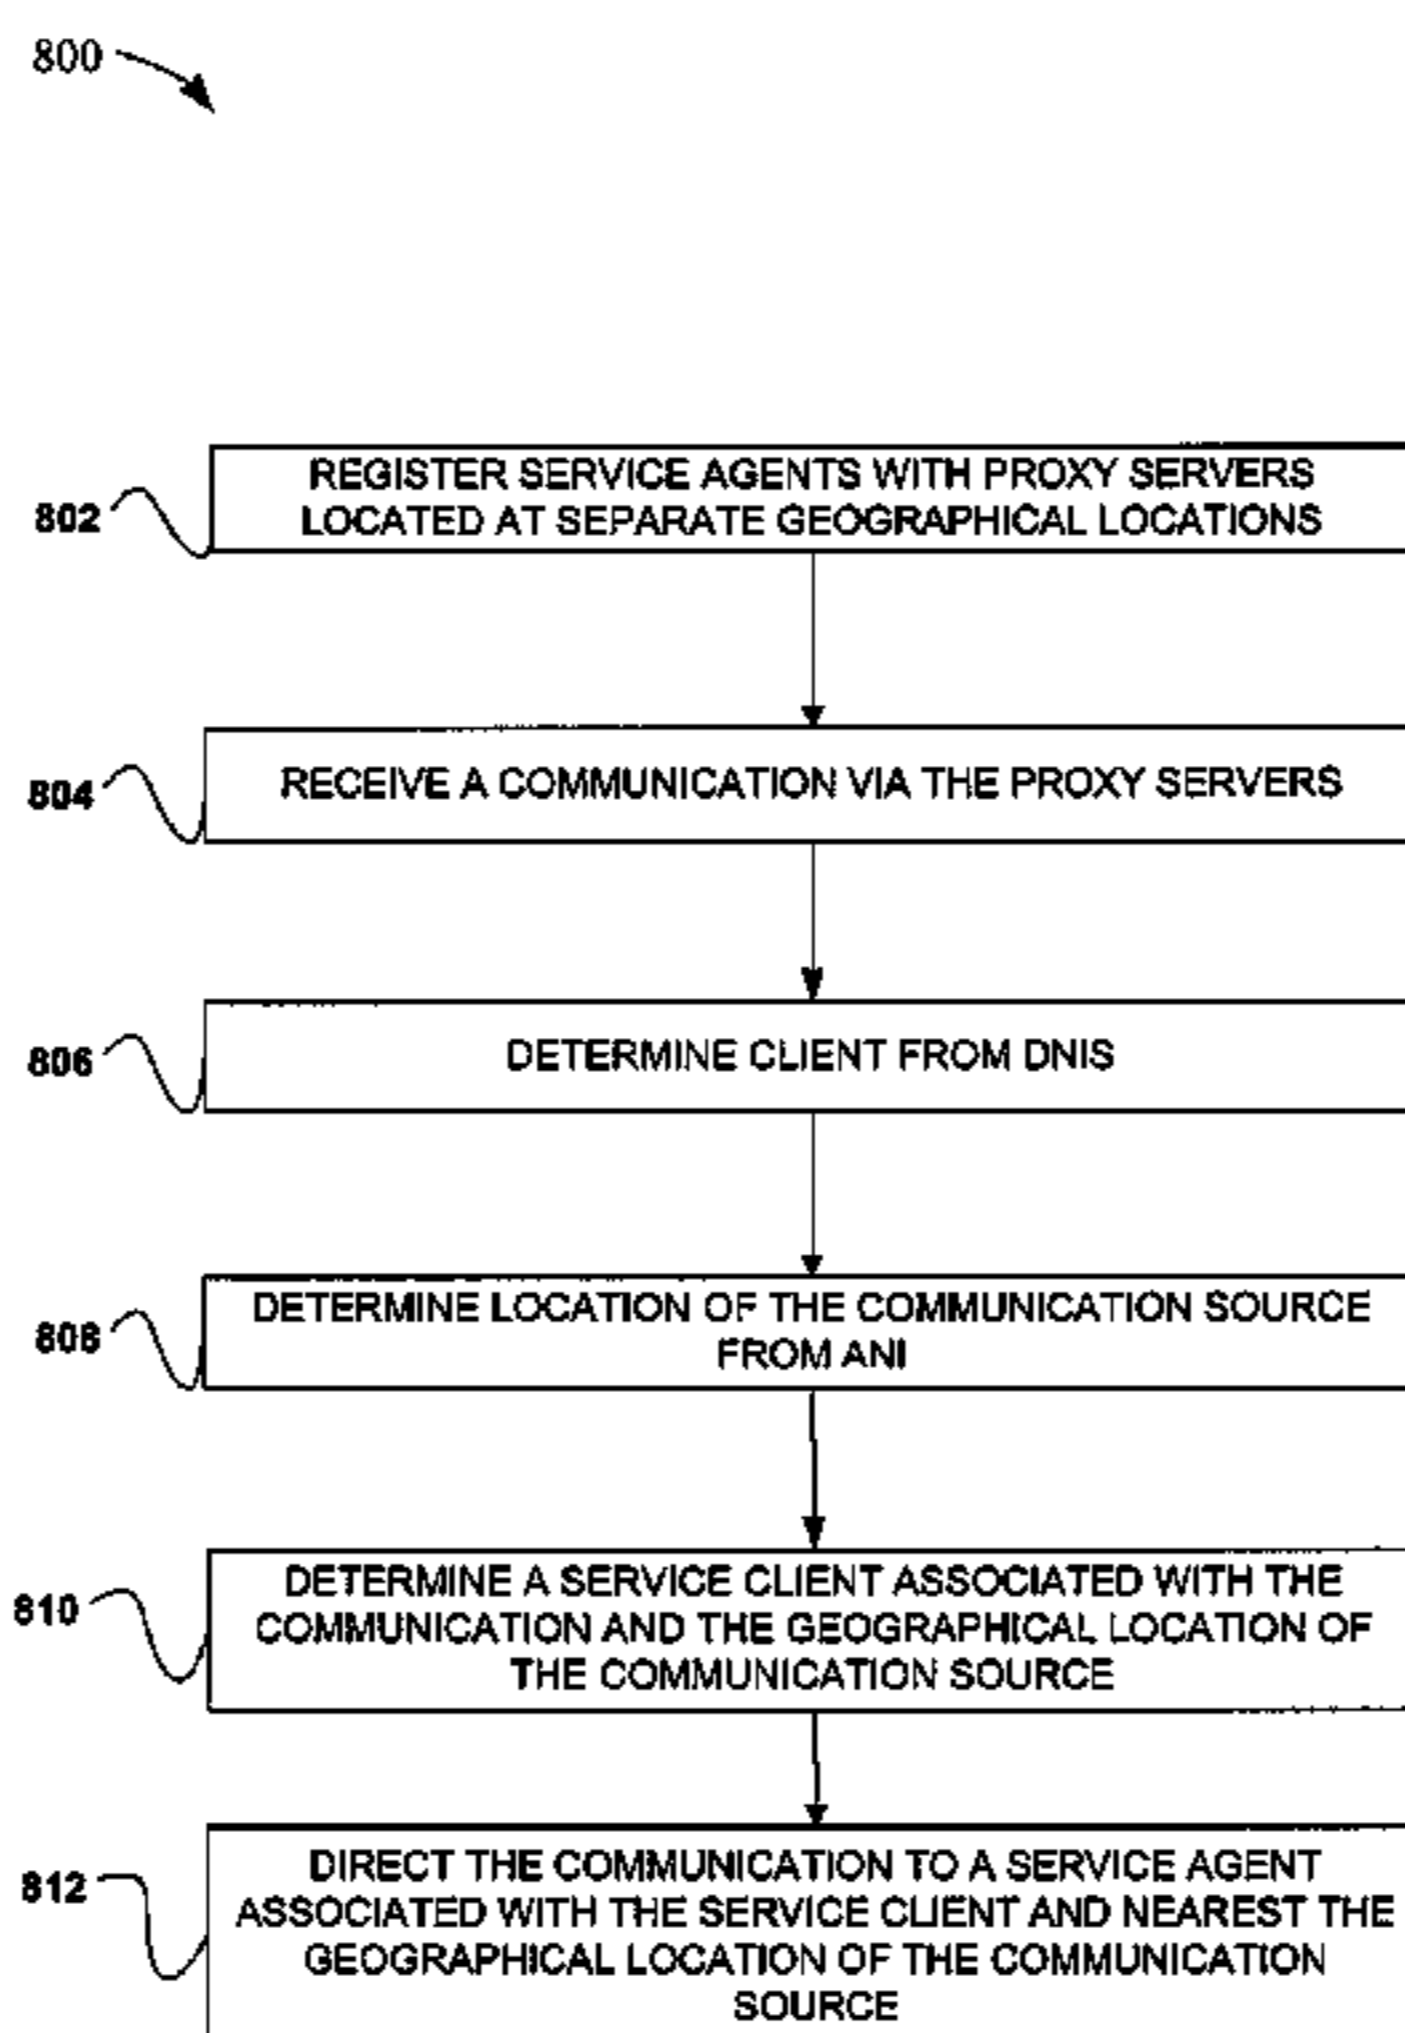 800
802
REGISTER SERVICE AGENTS WITH PROXY SERVERS
LOCATED AT SEPARATE GEOGRAPHICAL LOCATIONS
804
RECEIVE A COMMUNICATION VIA THE PROXY SERVERS
806
DETERMINE CLIENT FROM DNIS
808
DETERMINE LOCATION OF THE COMMUNICATION SOURCE
FROM ANI
810
DETERMINE A SERVICE CLIENT ASSOCIATED WITH THE
COMMUNICATION AND THE GEOGRAPHICAL LOCATION OF
THE COMMUNICATION SOURCE
812
DIRECT THE COMMUNICATION TO A SERVICE AGENT
ASSOCIATED WITH THE SERVICE CLIENT AND NEAREST THE
GEOGRAPHICAL LOCATION OF THE COMMUNICATION
SOURCE